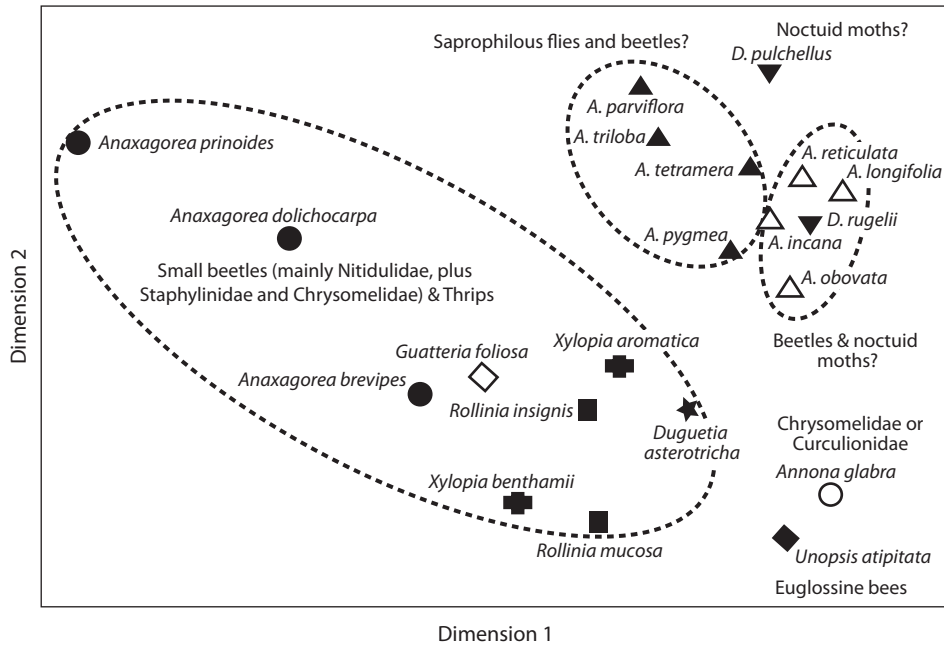 Noctuid moths?
Saprophilous flies and beetles?
D. pulchellus
A. parviflora
A. triloba
Anaxagorea prinoides
A. reticulata
A. tetramera
A. longifolia
Anaxagorea dolichocarpa
D. rugelii
A. pygmea
A. incana
Small beetles (mainly Nitidulidae, plus
Staphylinidae and Chrysomelidae) & Thrips
A. obovata
Dimension 2
Xylopia aromatica
Beetles & noctuid
moths?
Guatteria foliosa
Anaxagorea brevipes
Rollinia insignis
Duguetia
asterotricha
Chrysomelidae or
Curculionidae
Annona glabra
Xylopia benthamii
Rollinia mucosa
Unopsis atipitata
Euglossine bees
Dimension 1